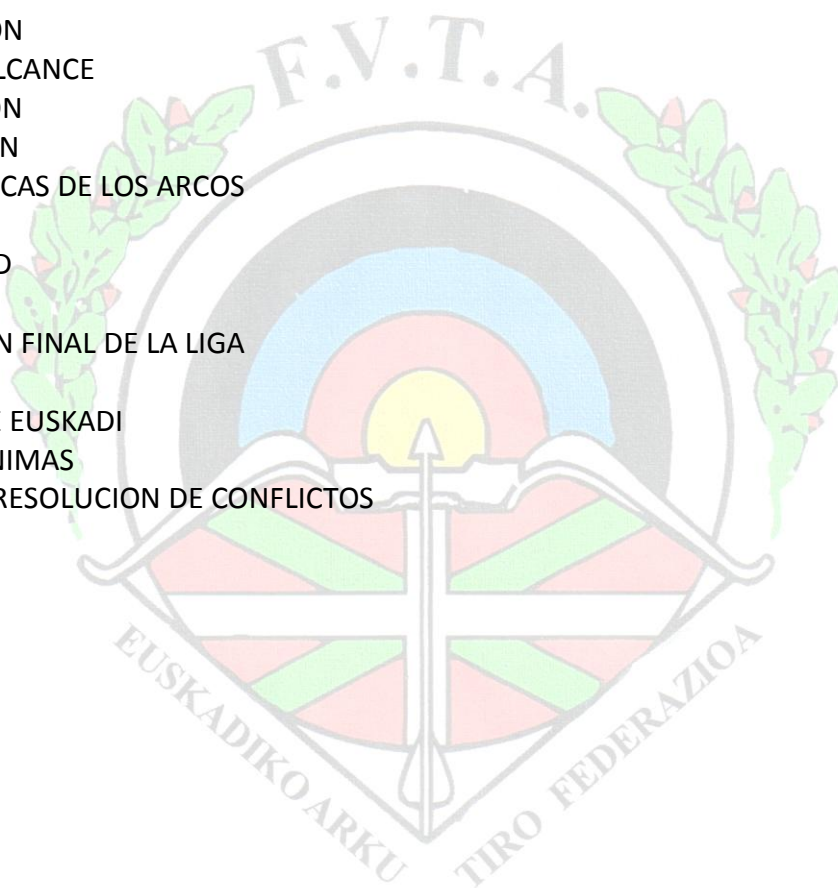 ON
LCANCE
ON
N
CAS DE LOS ARCOS
D
N FINAL DE LA LIGA
E EUSKADI
NIMAS
RESOLUCION DE CONFLICTOS
F.V.T.A.
EUSKADIKO ARKU TIRO FEDERAZIOA